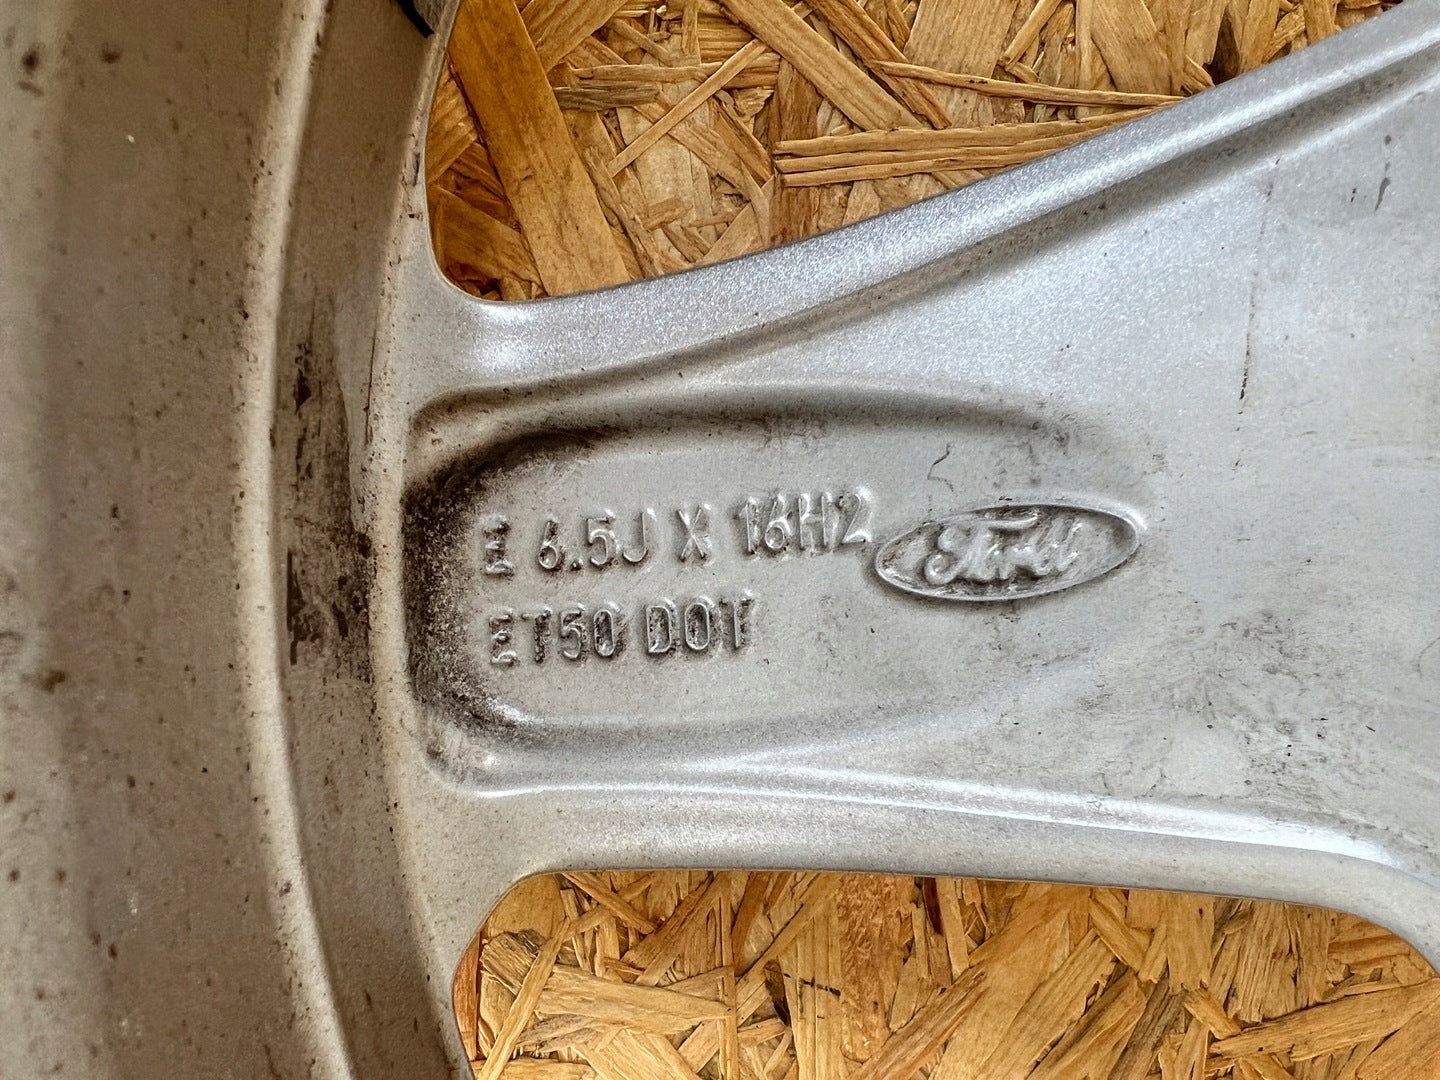 E 6.5J X 16H2
Ford
ET50 DOT